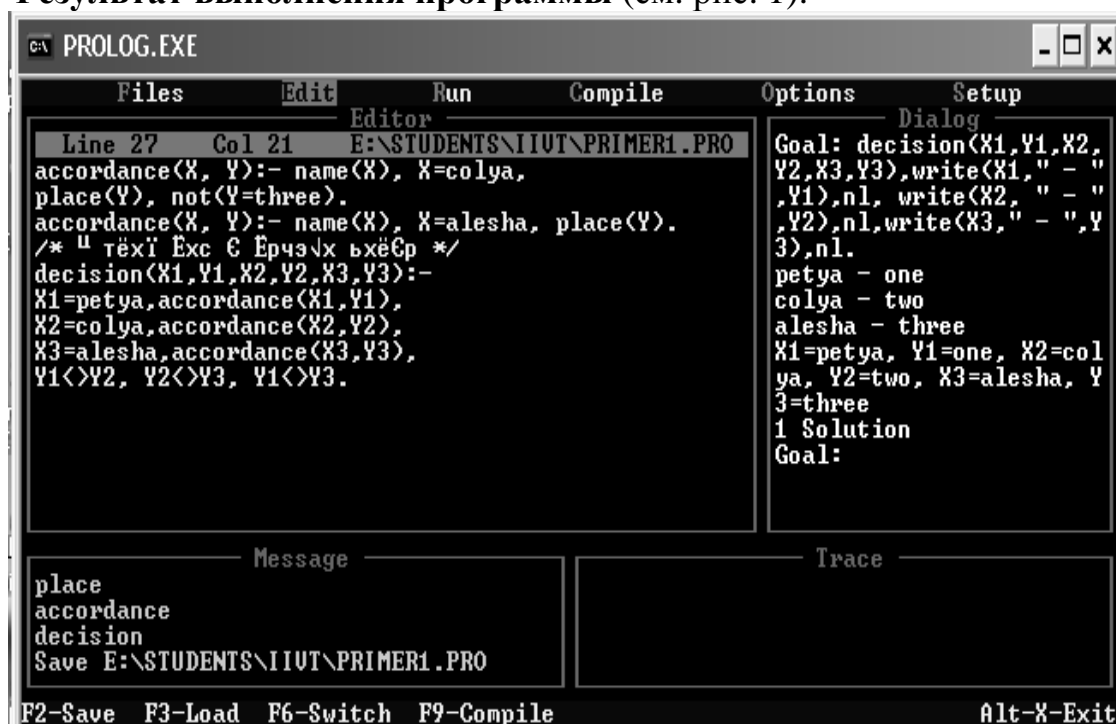 Результат выполнения программы (см. рис. 1).
PROLOG.EXE
Files Edit Run Compile Options Setup
Editor
Line 27 Col 21 E:\STUDENTS\IIVT\PRIMER1.PRO
accordance(X, Y):- name(X), X=colya,
place(Y), not(Y=three).
accordance(X, Y):- name(X), X=alesha, place(Y).
/* */
decision(X1,Y1,X2,Y2,X3,Y3):-
X1=petya,accordance(X1,Y1),
X2=colya,accordance(X2,Y2),
X3=alesha,accordance(X3,Y3),
Y1<>Y2, Y2<>Y3, Y1<>Y3.
Dialog
Goal: decision(X1,Y1,X2,
Y2,X3,Y3),write(X1," - "
,Y1),nl, write(X2, " - "
,Y2),nl,write(X3," - ",Y
3),nl.
petya - one
colya - two
alesha - three
X1=petya, Y1=one, X2=col
ya, Y2=two, X3=alesha, Y
3=three
1 Solution
Goal:
Message
place
accordance
decision
Save E:\STUDENTS\IIVT\PRIMER1.PRO
Trace
F2-Save F3-Load F6-Switch F9-Compile Alt-X-Exit